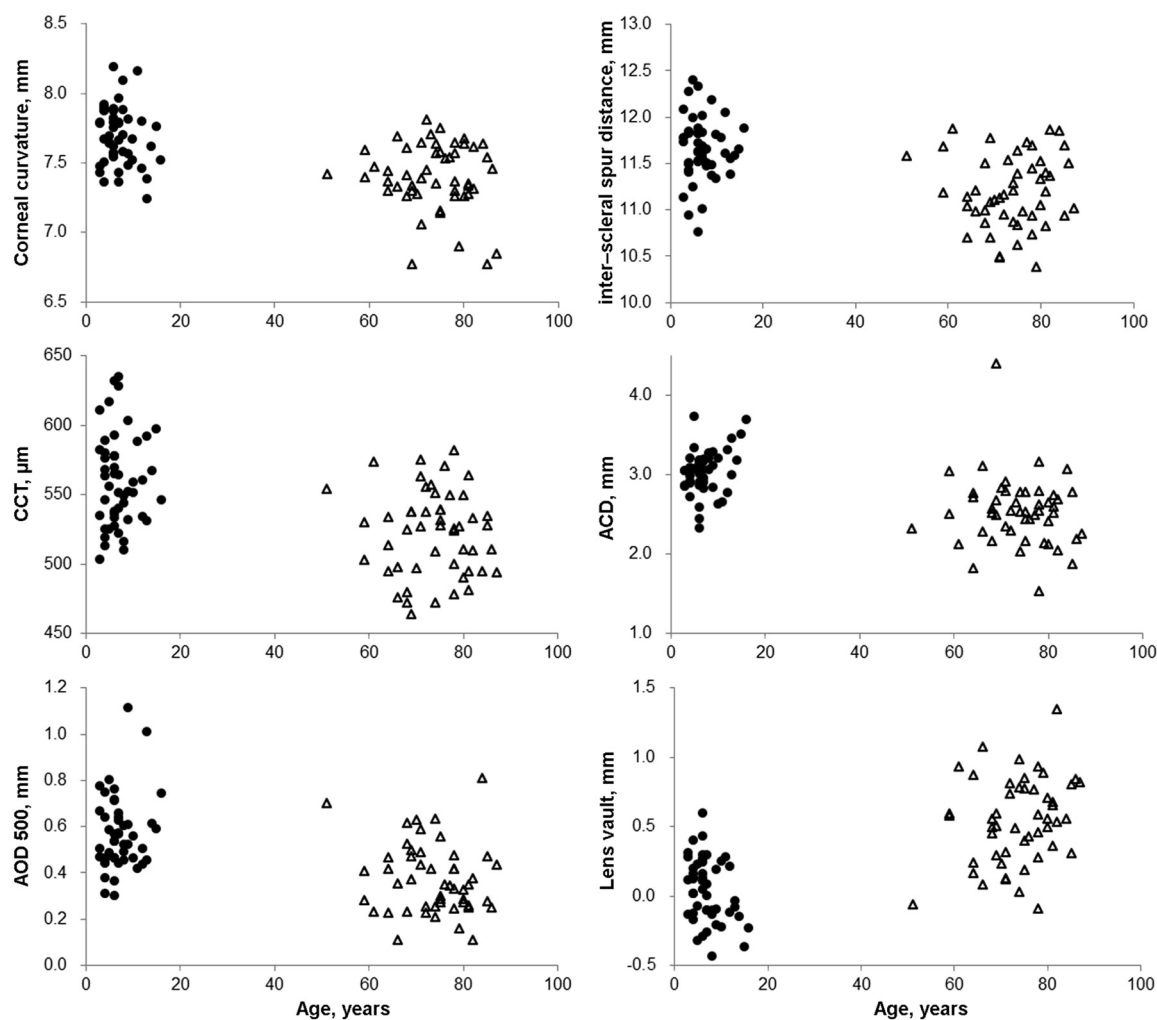 Corneal curvature, mm
8.5
8.0
7.5
7.0
6.5
0 20 40 60 80 100
inter–scleral spur distance, mm
13.0
12.5
12.0
11.5
11.0
10.5
10.0
0 20 40 60 80 100
CCT, µm
650
600
550
500
450
0 20 40 60 80 100
ACD, mm
4.0
3.0
2.0
1.0
0 20 40 60 80 100
AOD 500, mm
1.2
1.0
0.8
0.6
0.4
0.2
0.0
0 20 40 60 80 100
Age, years
Lens vault, mm
1.5
1.0
0.5
0.0
-0.5
0 20 40 60 80 100
Age, years